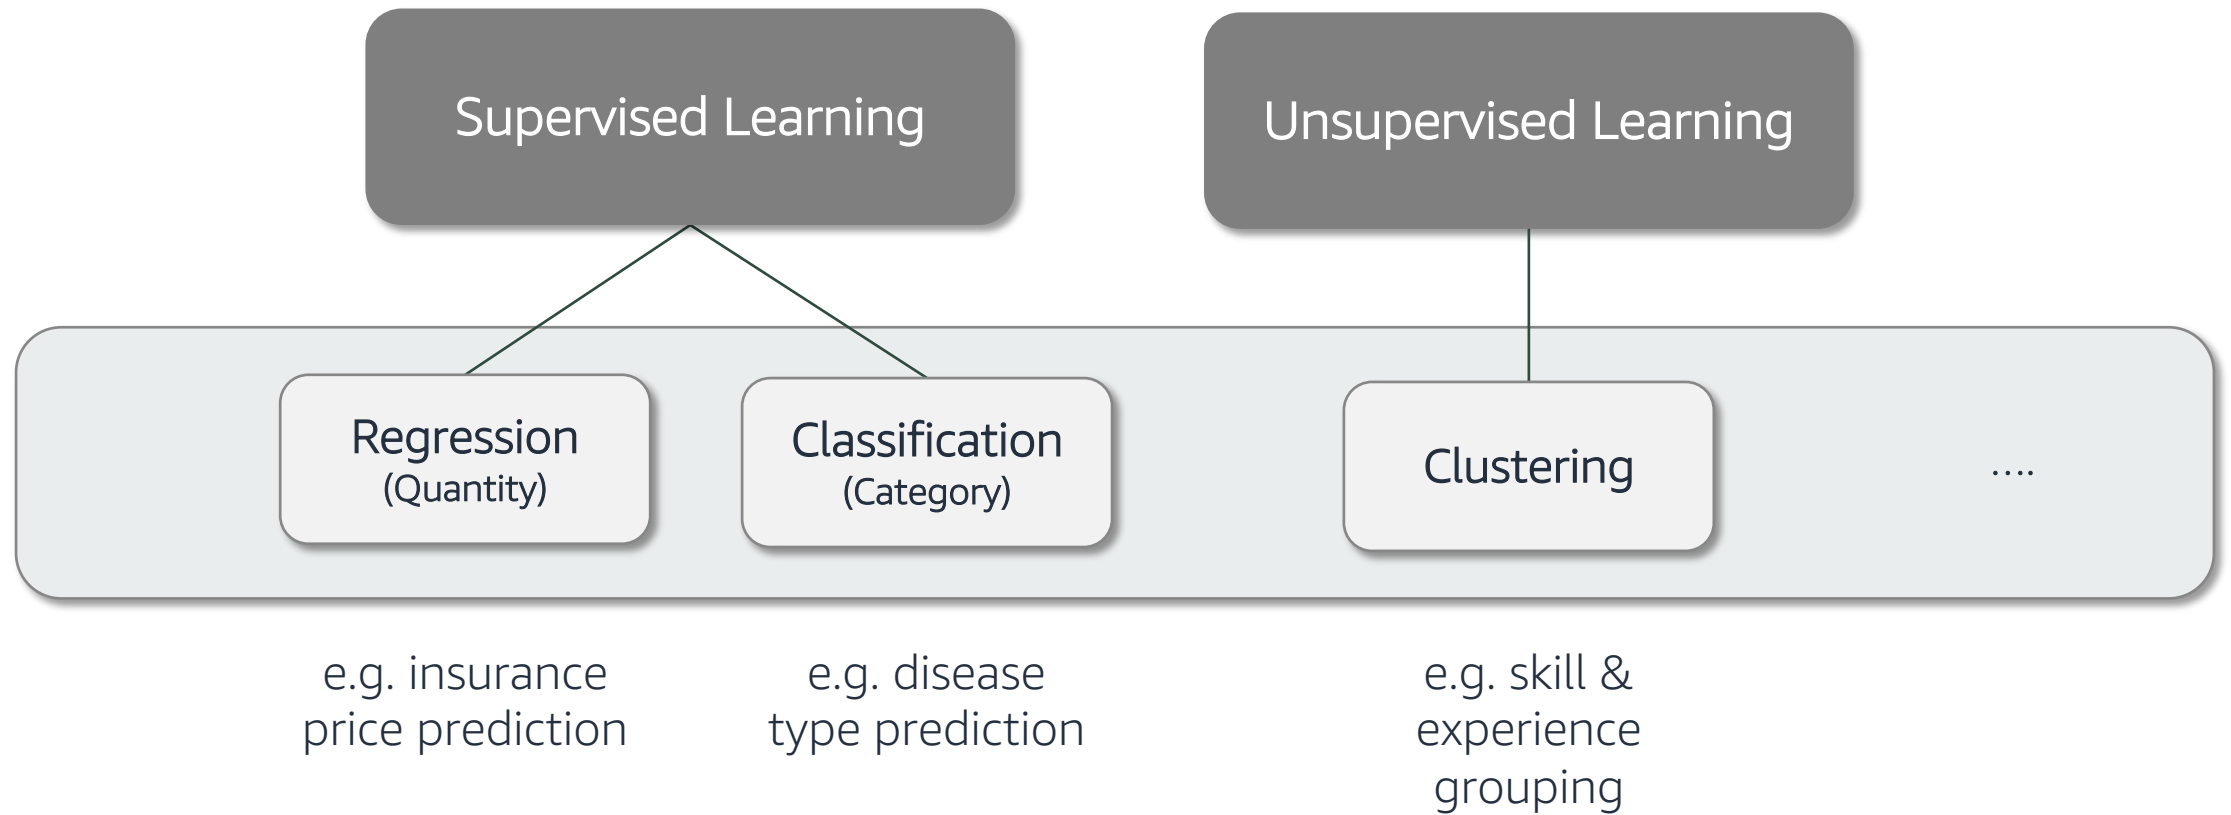 Supervised Learning
Unsupervised Learning
Regression
(Quantity)
Classification
(Category)
Clustering
....
e.g. insurance
price prediction
e.g. disease
type prediction
e.g. skill &
experience
grouping